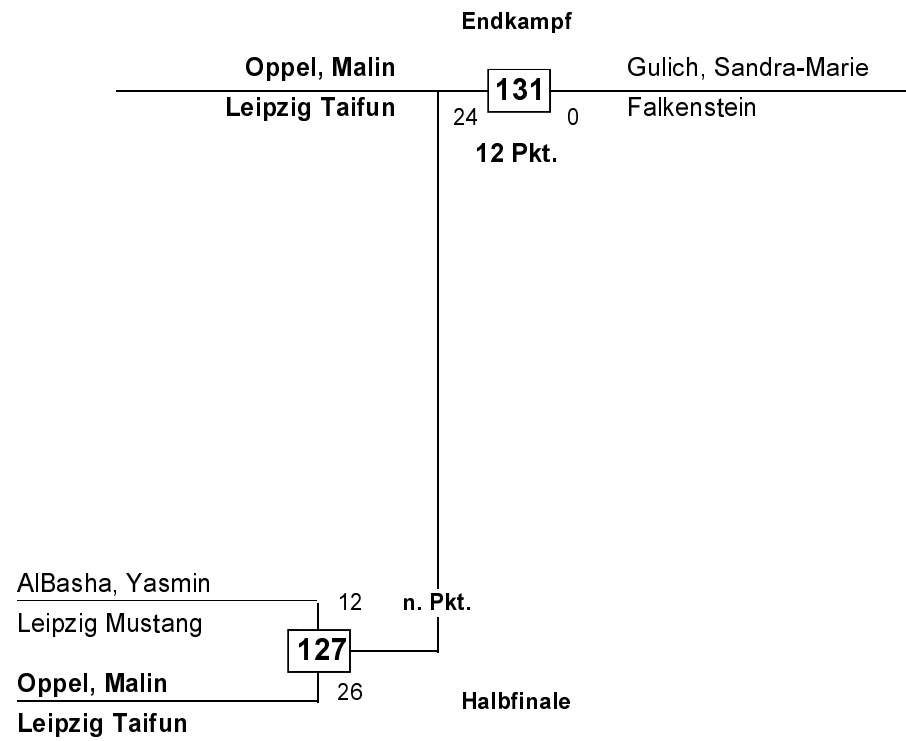 Endkampf
Oppel, Malin
131
Gulich, Sandra-Marie
Leipzig Taifun
24
0
Falkenstein
12 Pkt.
AlBasha, Yasmin
12
n. Pkt.
Leipzig Mustang
127
Oppel, Malin
26
Halbfinale
Leipzig Taifun